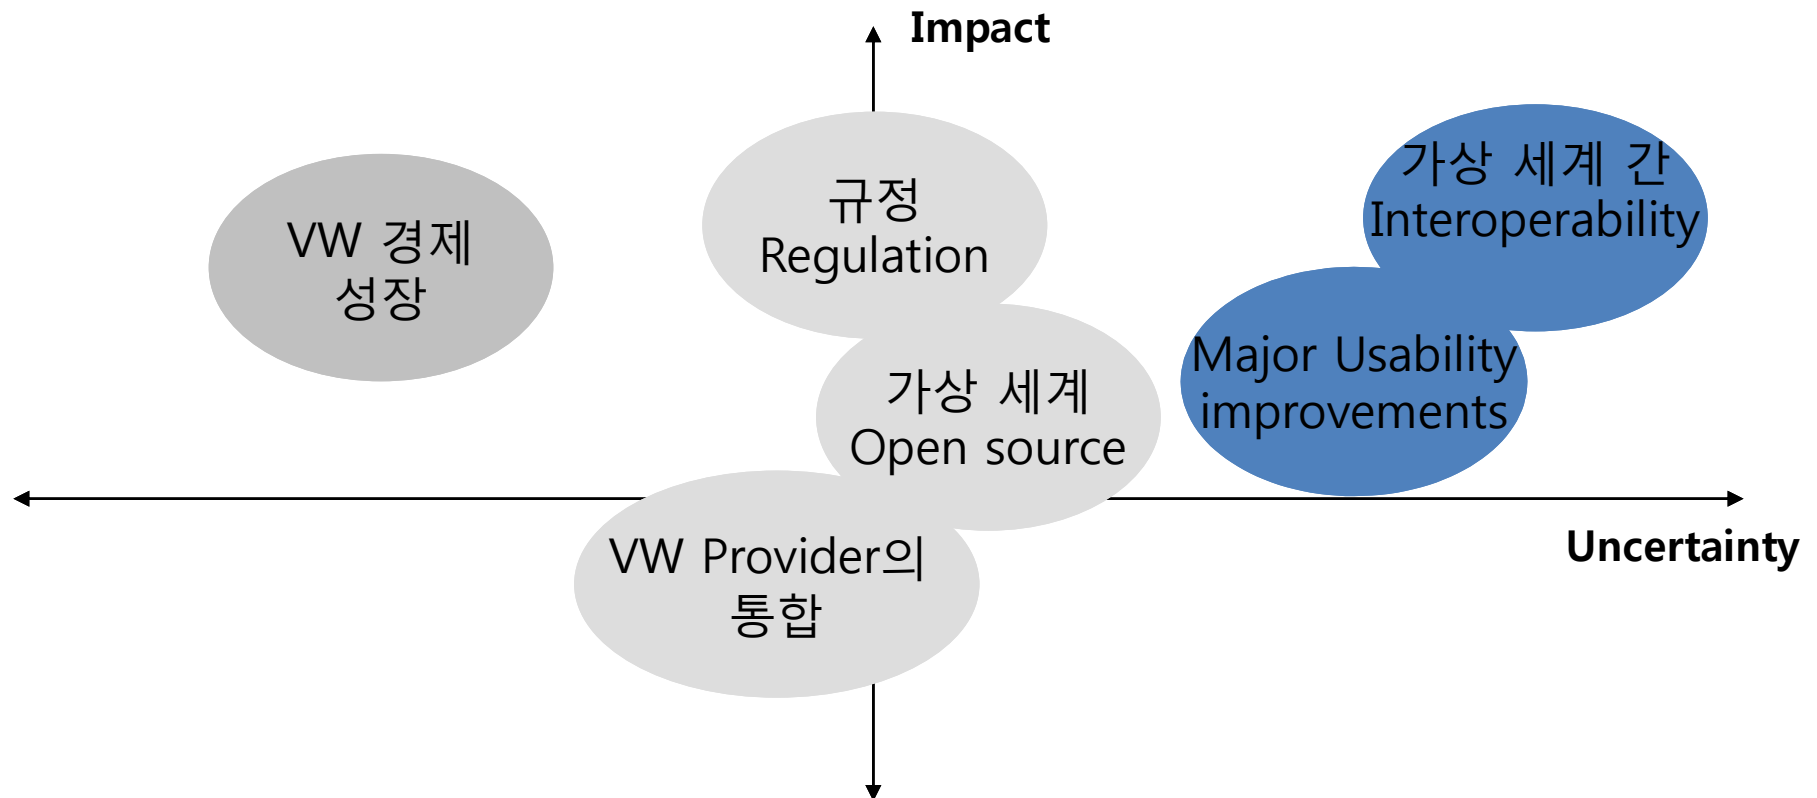 Impact
VW 경제
성장
규정
Regulation
가상 세계 간
Interoperability
가상 세계
Open source
Major Usability
improvements
VW Provider의
통합
Uncertainty